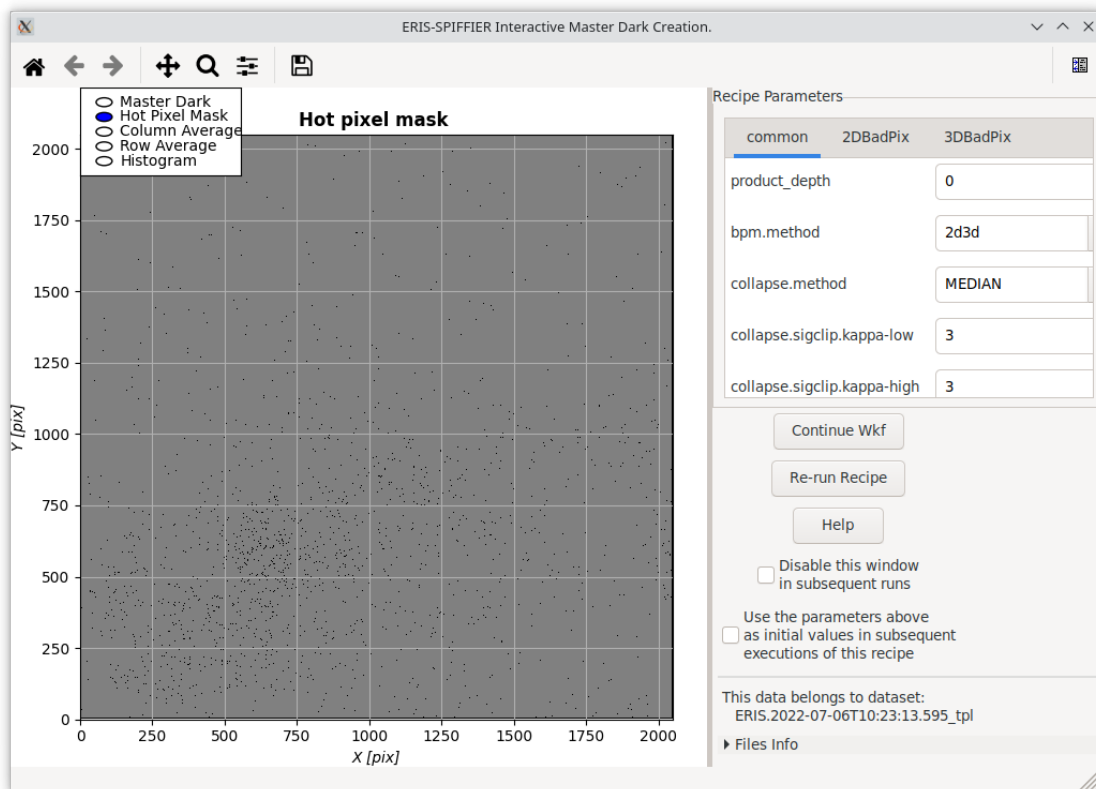 ERIS-SPIFFIER Interactive Master Dark Creation.
Master Dark
Hot Pixel Mask
Column Average
Row Average
Histogram
Hot pixel mask
2000
1750
1500
1250
1000
750
500
250
0
Y [pix]
0 250 500 750 1000 1250 1500 1750 2000
X [pix]
Recipe Parameters
common 2DBadPix 3DBadPix
product_depth 0
bpm.method 2d3d
collapse.method MEDIAN
collapse.sigclip.kappa-low 3
collapse.sigclip.kappa-high 3
Continue Wkf
Re-run Recipe
Help
Disable this window
in subsequent runs
Use the parameters above
as initial values in subsequent
executions of this recipe
This data belongs to dataset:
ERIS.2022-07-06T10:23:13.595_tpl
Files Info